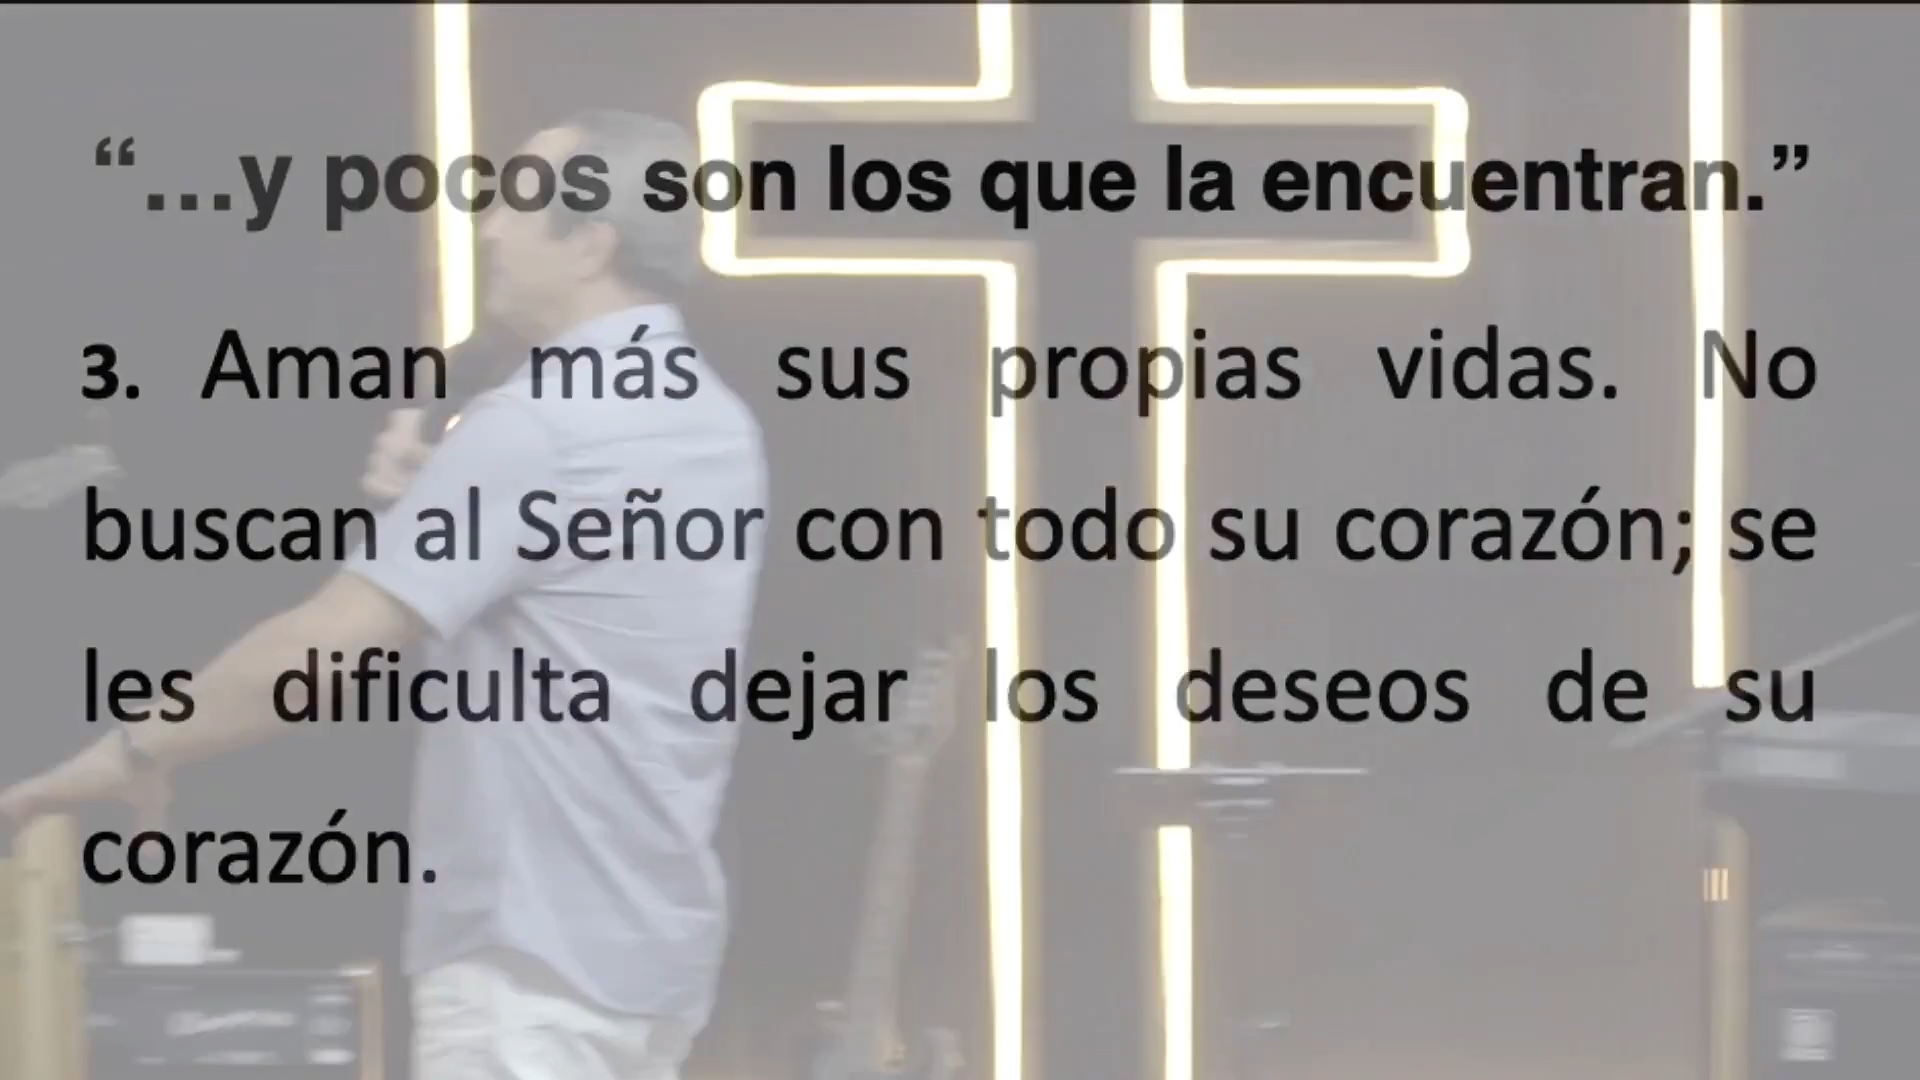 “...y pocos son los que la encuentran.”
3. Aman más sus propias vidas. No
buscan al Señor con todo su corazón; se
les dificulta dejar los deseos de su
corazón.